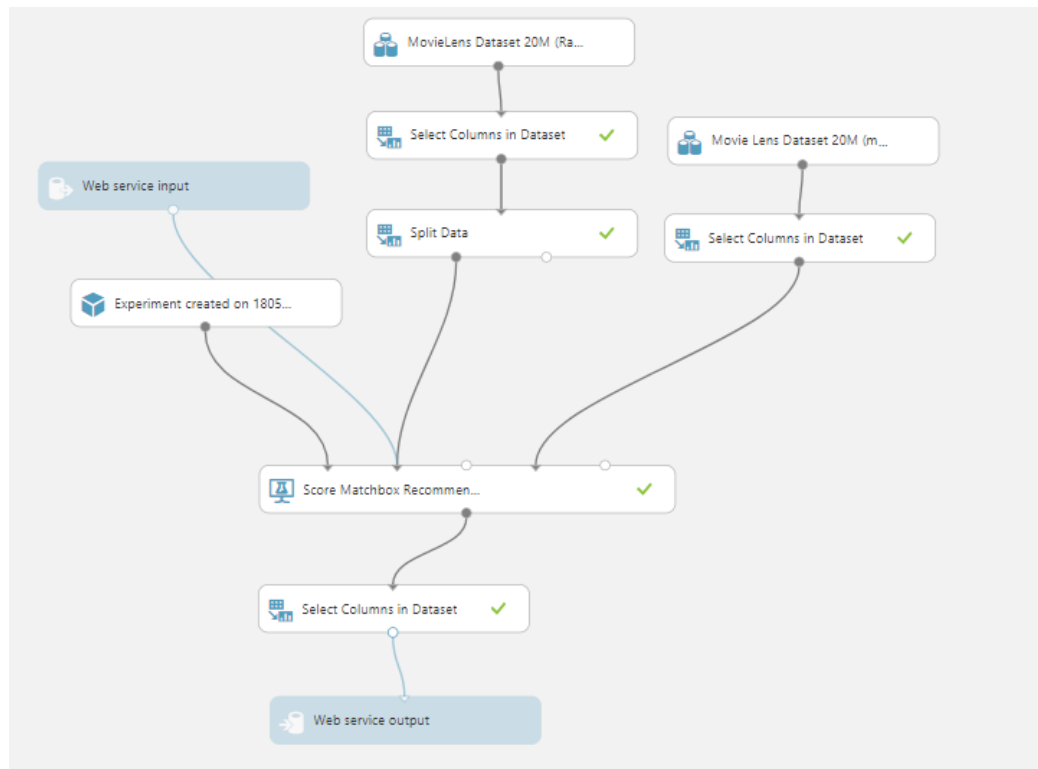 MovieLens Dataset 20M (Ra...
Select Columns in Dataset
Movie Lens Dataset 20M (m...
Web service input
Split Data
Select Columns in Dataset
Experiment created on 1805...
Score Matchbox Recommen...
Select Columns in Dataset
Web service output